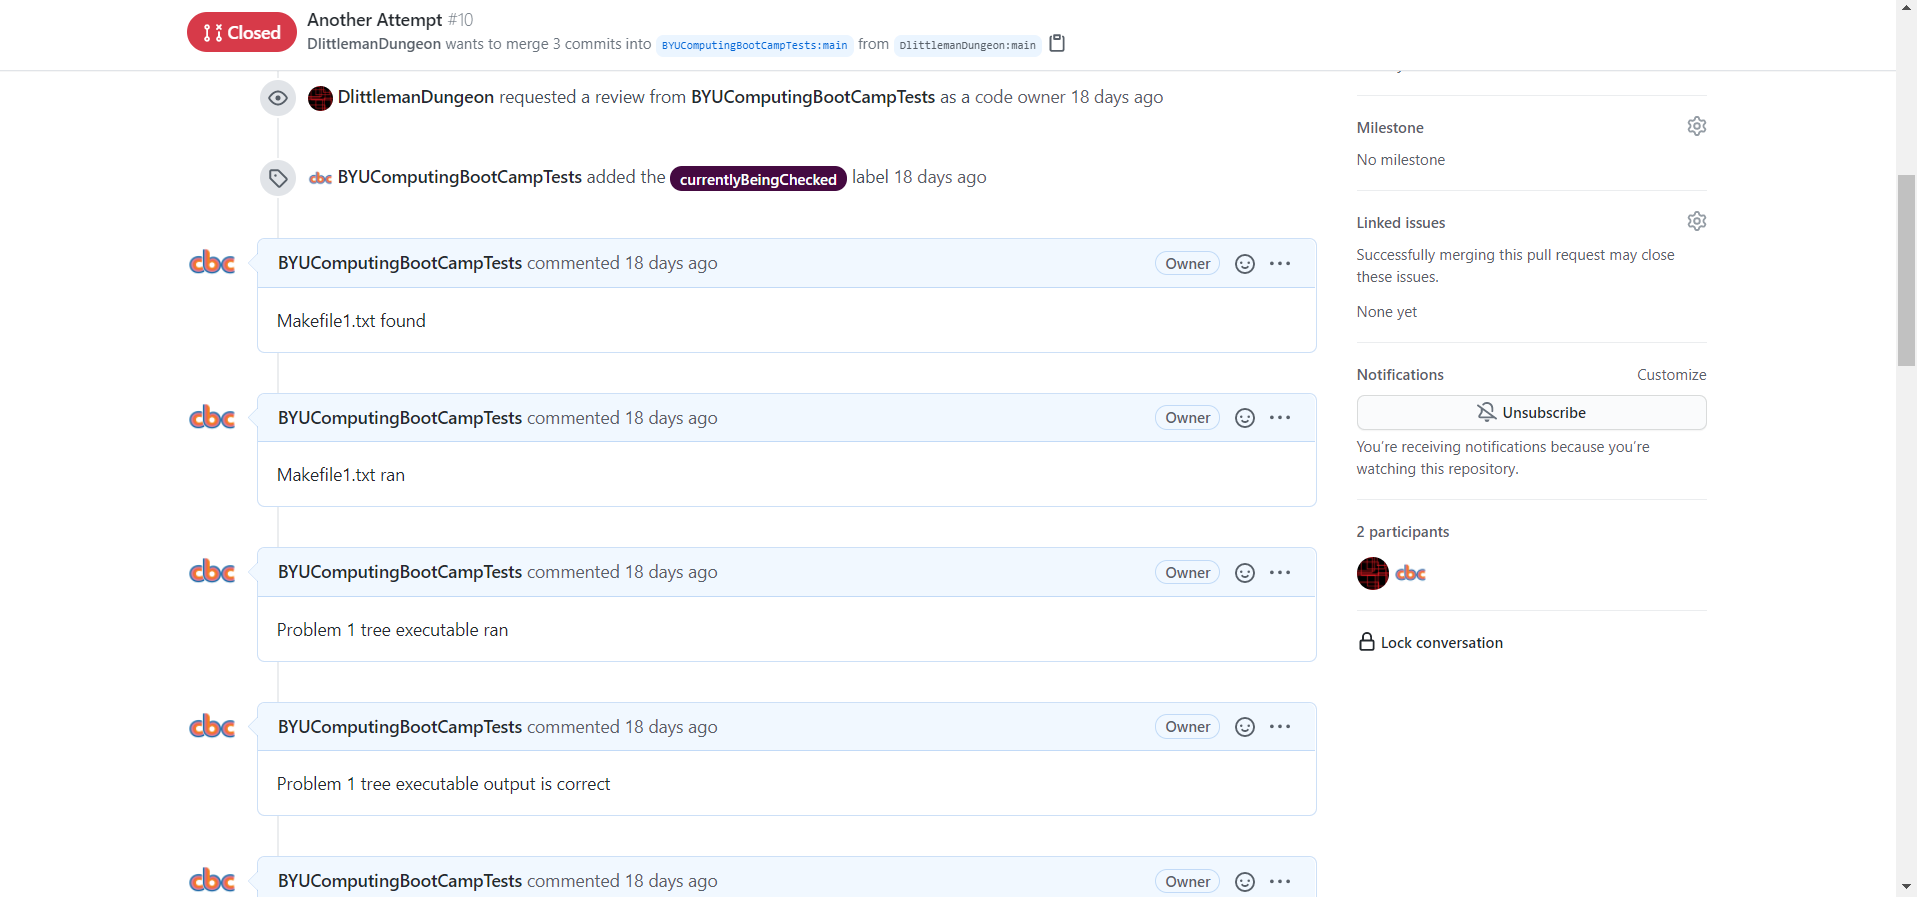 Closed
Another Attempt #10
DlittlemanDungeon wants to merge 3 commits into BYUComputingBootCampTests:main from DlittlemanDungeon:main
DlittlemanDungeon requested a review from BYUComputingBootCampTests as a code owner 18 days ago
cbc BYUComputingBootCampTests added the currentlyBeingChecked label 18 days ago
cbc BYUComputingBootCampTests commented 18 days ago Owner
Makefile1.txt found
cbc BYUComputingBootCampTests commented 18 days ago Owner
Makefile1.txt ran
cbc BYUComputingBootCampTests commented 18 days ago Owner
Problem 1 tree executable ran
cbc BYUComputingBootCampTests commented 18 days ago Owner
Problem 1 tree executable output is correct
cbc BYUComputingBootCampTests commented 18 days ago Owner
Milestone
No milestone
Linked issues
Successfully merging this pull request may close
these issues.
None yet
Notifications Customize
Unsubscribe
You're receiving notifications because you're
watching this repository.
2 participants
cbc
Lock conversation